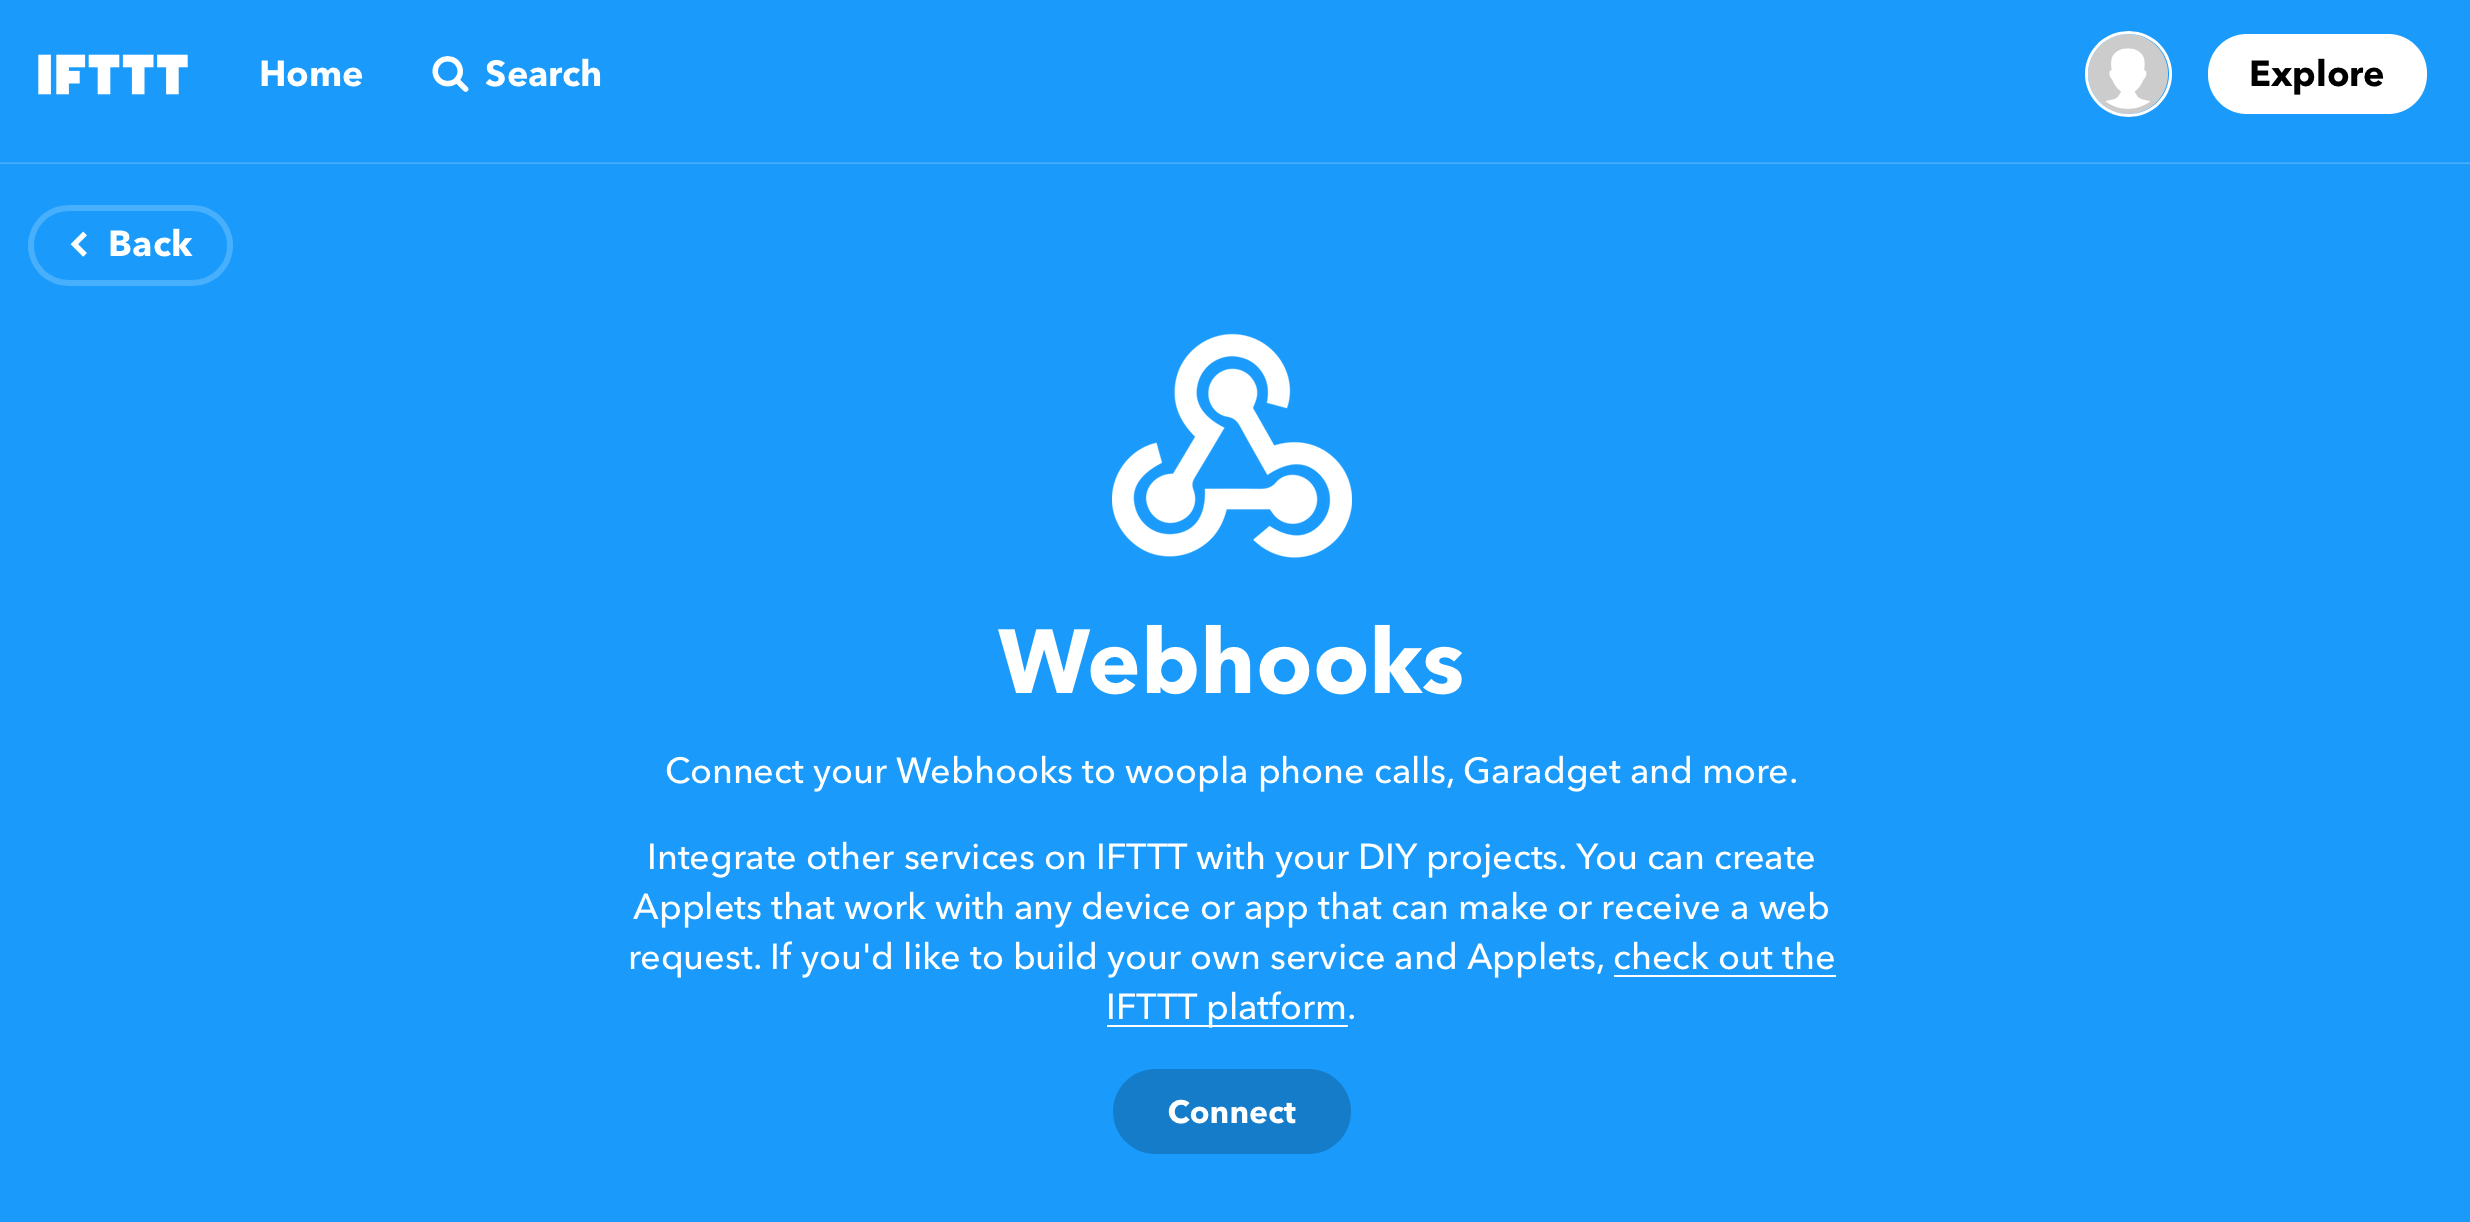 IFTTT
Home
Search
Explore
Back
Webhooks
Connect your Webhooks to woopla phone calls, Garadget and more.
Integrate other services on IFTTT with your DIY projects. You can create
Applets that work with any device or app that can make or receive a web
request. If you'd like to build your own service and Applets, check out the
IFTTT platform.
Connect